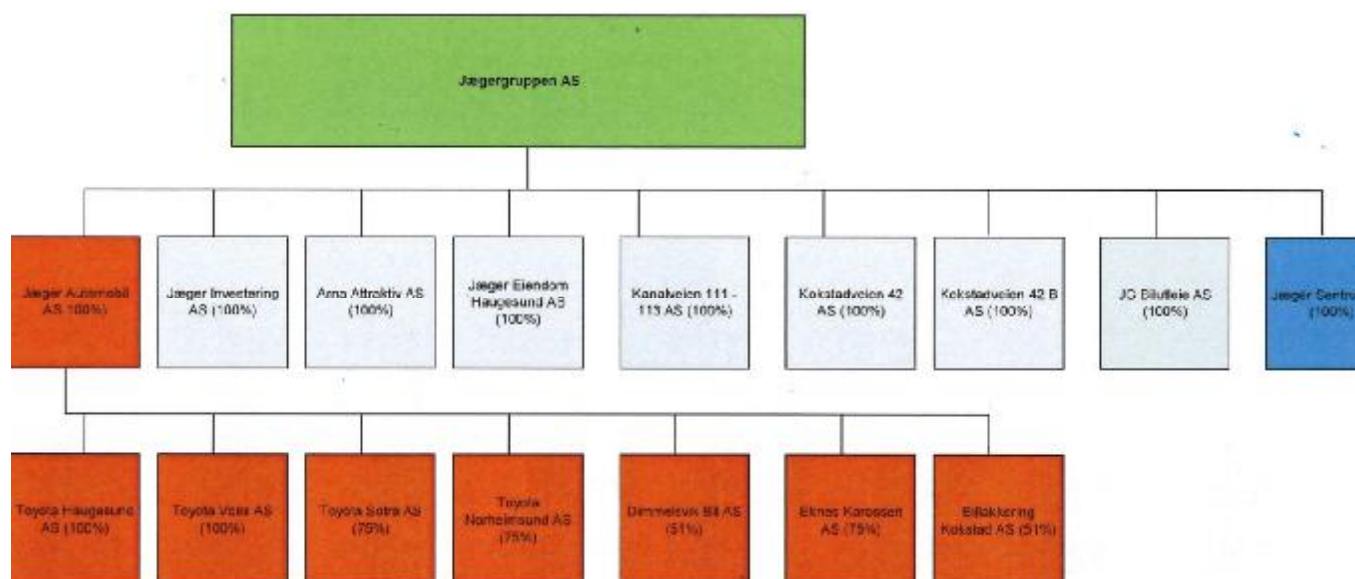 Jægergruppen AS
Jæger Automobil
AS 100%)
Jæger Investering
AS (100%)
Arna Attraktiv AS
(100%)
Jæger Eiendom
Haugesund AS
(100%)
Kanalveien 111 -
113 AS (100%)
Kokstadveien 42
AS (100%)
Kokstadveien 42 B
AS (100%)
JG Bilutleie AS
(100%)
Jæger Sentru
(100%)
Toyota Haugesund
AS (100%)
Toyota Voss AS
(100%)
Toyota Sotra AS
(75%)
Toyota
Norheimsund AS
(75%)
Dimmelsvik Bil AS
(51%)
Eknes Karosseri
AS (75%)
Billakkering
Kokstad AS (51%)